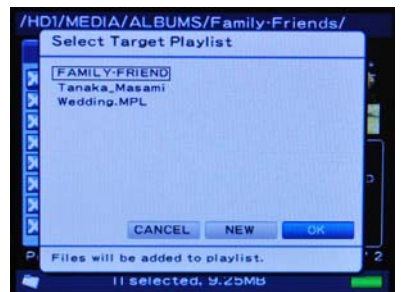 /HD1/MEDIA/ALBUMS/Family-Friends/
Select Target Playlist
FAMILY-FRIEND
Tanaka_Masami
Wedding.MPL
CANCEL NEW OK
Files will be added to playlist.
11 selected, 9.25MB